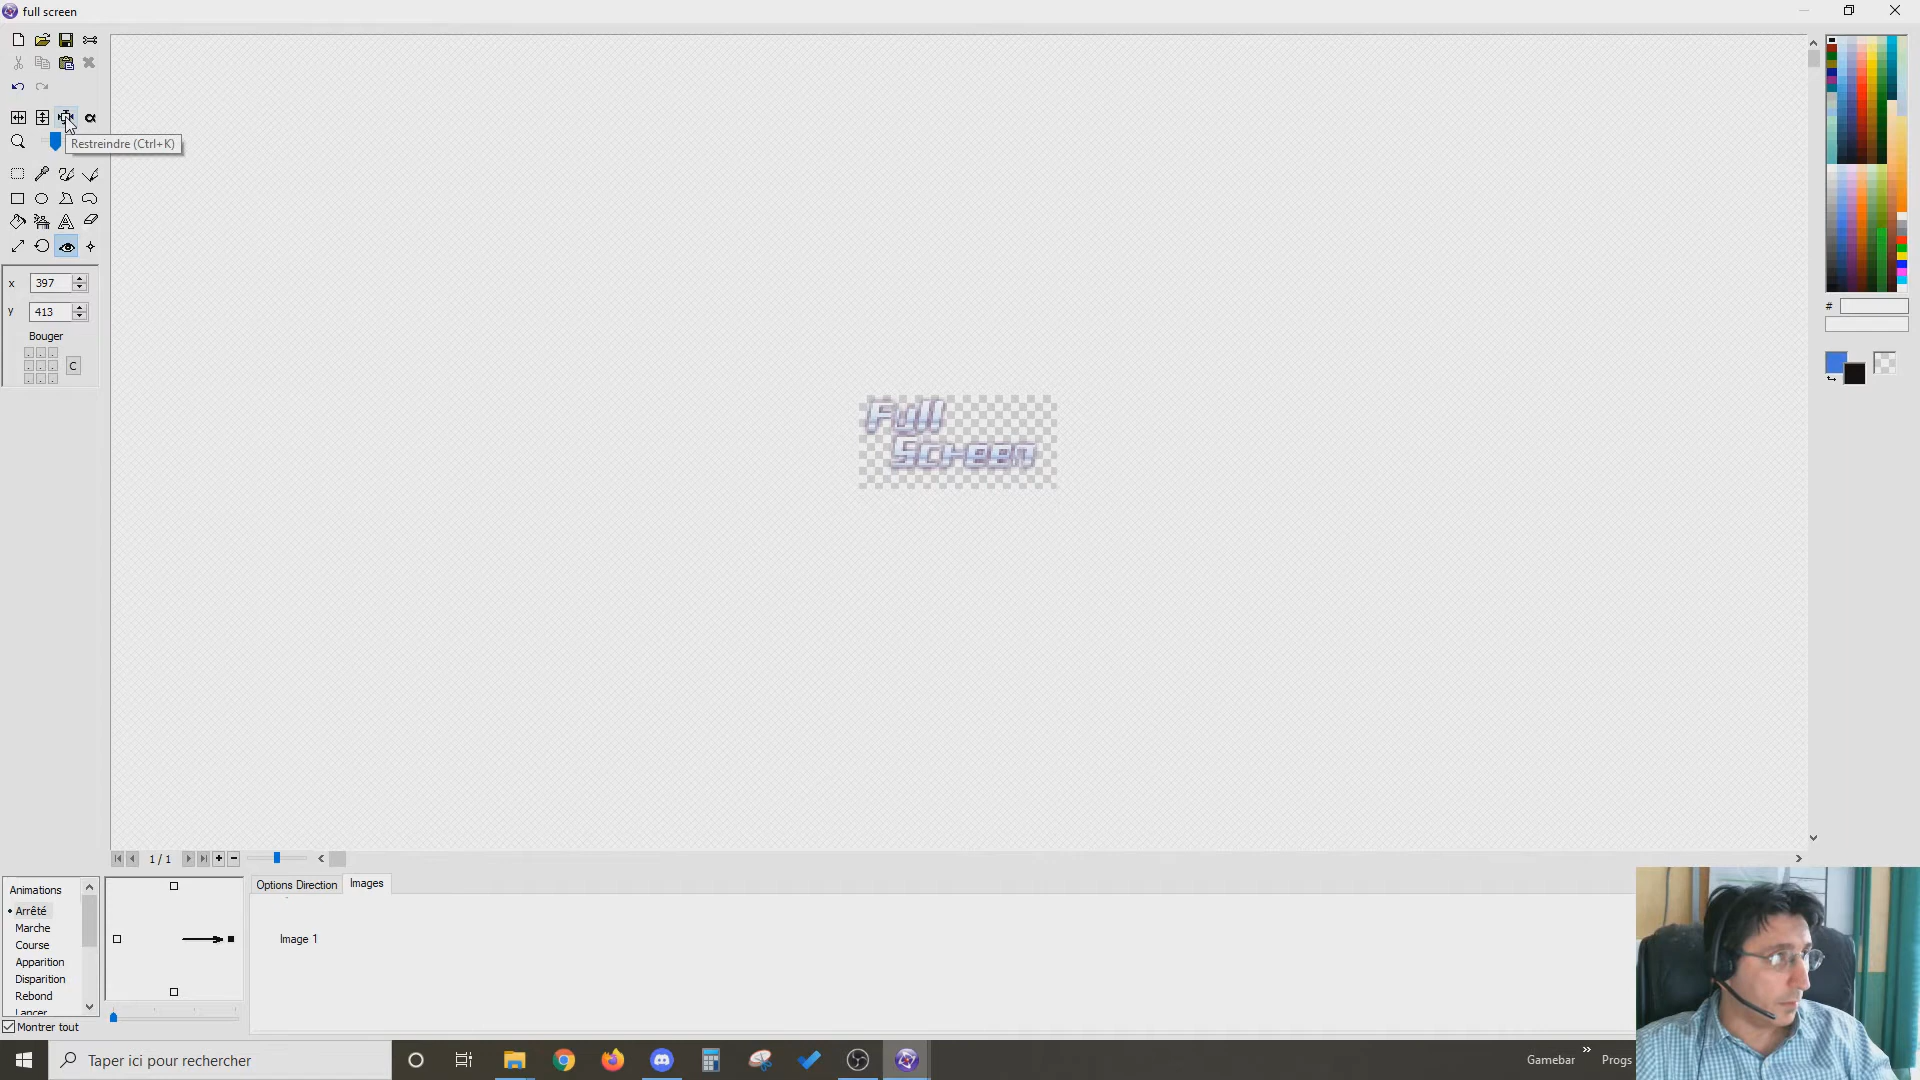 full screen
Restreindre (Ctrl+K)
x 397
y 413
Bouger
C
#
Full
Screen
1 / 1
Animations
Arrêté
Marche
Course
Apparition
Disparition
Rebond
Lancer
Montrer tout
Options Direction
Images
Image 1
Taper ici pour rechercher
Gamebar
Progs